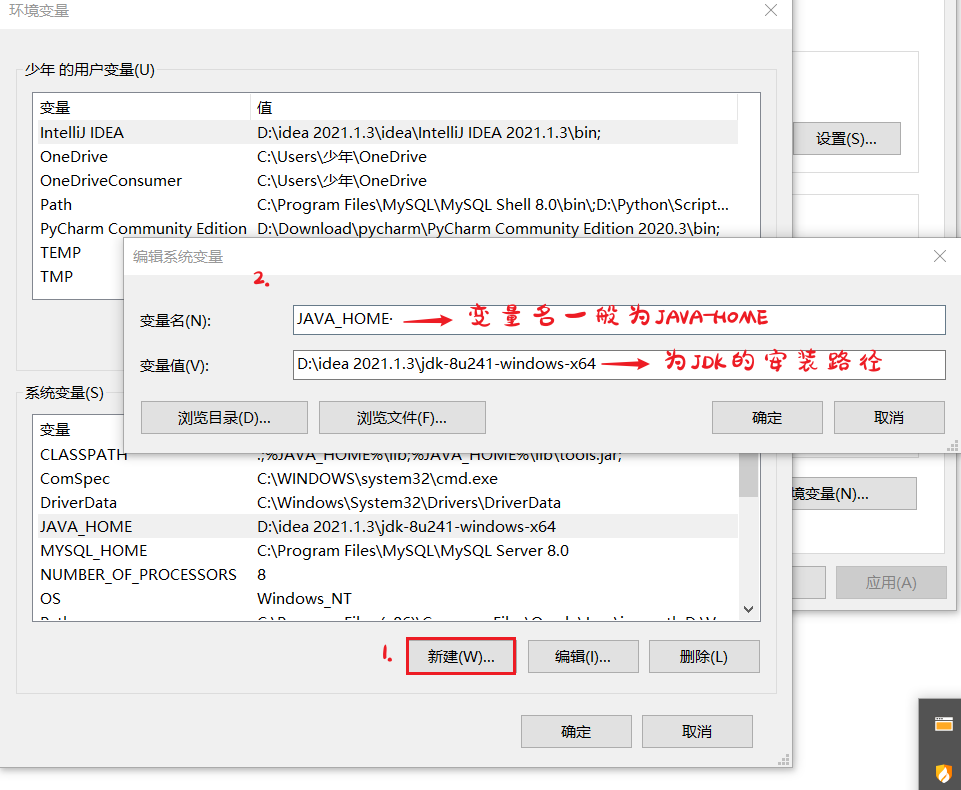 环境变量
少年 的用户变量(U)
变量 值
IntelliJ IDEA D:\idea 2021.1.3\idea\IntelliJ IDEA 2021.1.3\bin;
设置(S)...
OneDrive C:\Users\少年\OneDrive
OneDriveConsumer C:\Users\少年\OneDrive
Path C:\Program Files\MySQL\MySQL Shell 8.0\bin\;D:\Python\Script...
PyCharm Community Edition D:\Download\pycharm\PyCharm Community Edition 2020.3\bin;
TEMP
TMP
编辑系统变量
2.
变量名(N): JAVA_HOME 变量名一般为JAVA-HOME
变量值(V): D:\idea 2021.1.3\jdk-8u241-windows-x64 为JDK的安装路径
浏览目录(D)... 浏览文件(F)... 确定 取消
系统变量(S)
变量
CLASSPATH .;%JAVA_HOME%\lib;%JAVA_HOME%\lib\tools.jar;
ComSpec C:\WINDOWS\system32\cmd.exe
境变量(N)...
DriverData C:\Windows\System32\Drivers\DriverData
JAVA_HOME D:\idea 2021.1.3\jdk-8u241-windows-x64
MYSQL_HOME C:\Program Files\MySQL\MySQL Server 8.0
NUMBER_OF_PROCESSORS 8
应用(A)
OS Windows_NT
1. 新建(W)... 编辑(I)... 删除(L)
确定 取消